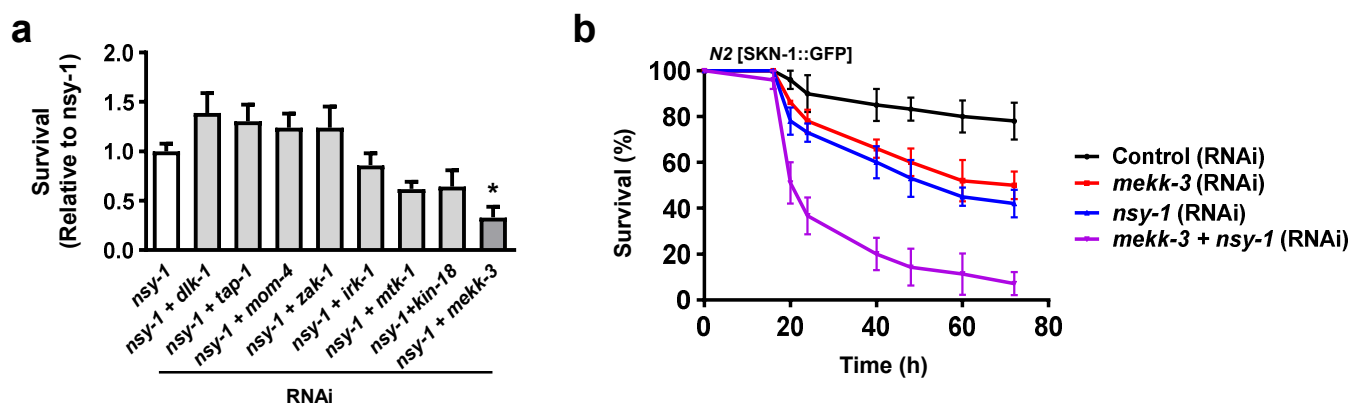 a
Survival
(Relative to nsy-1)
2.0
1.5
1.0
0.5
0.0
*
nsy-1
nsy-1 + dlk-1
nsy-1 + tap-1
nsy-1 + mom-4
nsy-1 + zak-1
nsy-1 + irk-1
nsy-1 + mtk-1
nsy-1+kin-18
nsy-1 + mekk-3
RNAi
b
N2 [SKN-1::GFP]
Survival (%)
100
80
60
40
20
0
0 20 40 60 80
Time (h)
Control (RNAi)
mekk-3 (RNAi)
nsy-1 (RNAi)
mekk-3 + nsy-1 (RNAi)